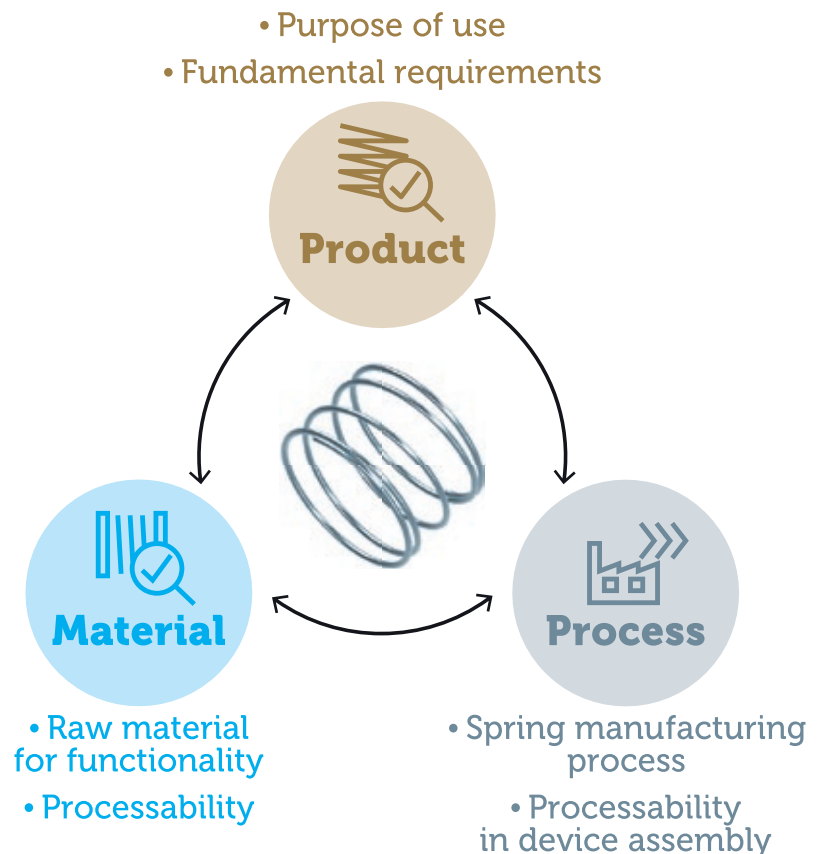 • Purpose of use
• Fundamental requirements
Product
Material
Process
• Raw material
for functionality
• Processability
• Spring manufacturing
process
• Processability
in device assembly